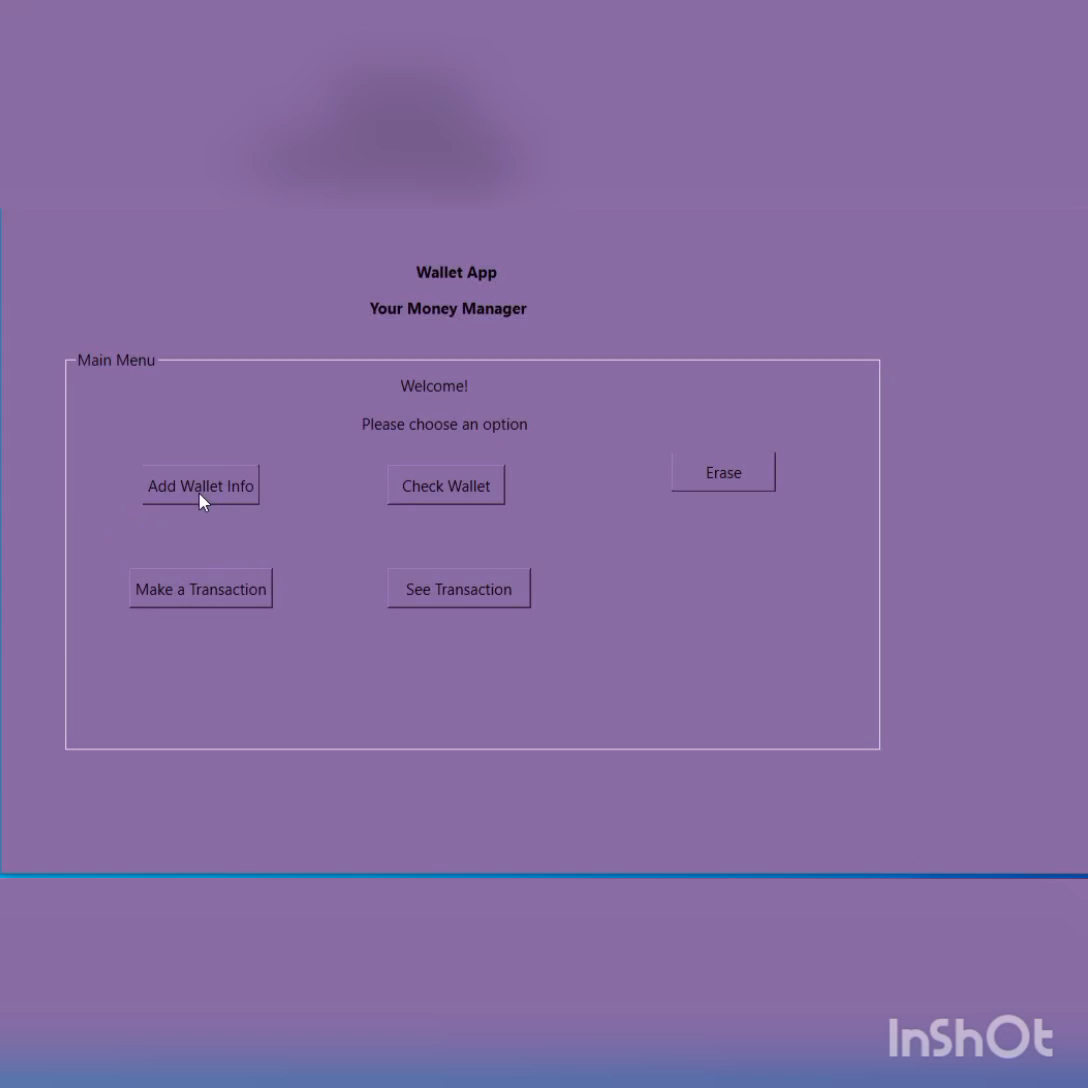 Wallet App
Your Money Manager
Main Menu
Welcome!
Please choose an option
Add Wallet Info
Check Wallet
Erase
Make a Transaction
See Transaction
InShOt